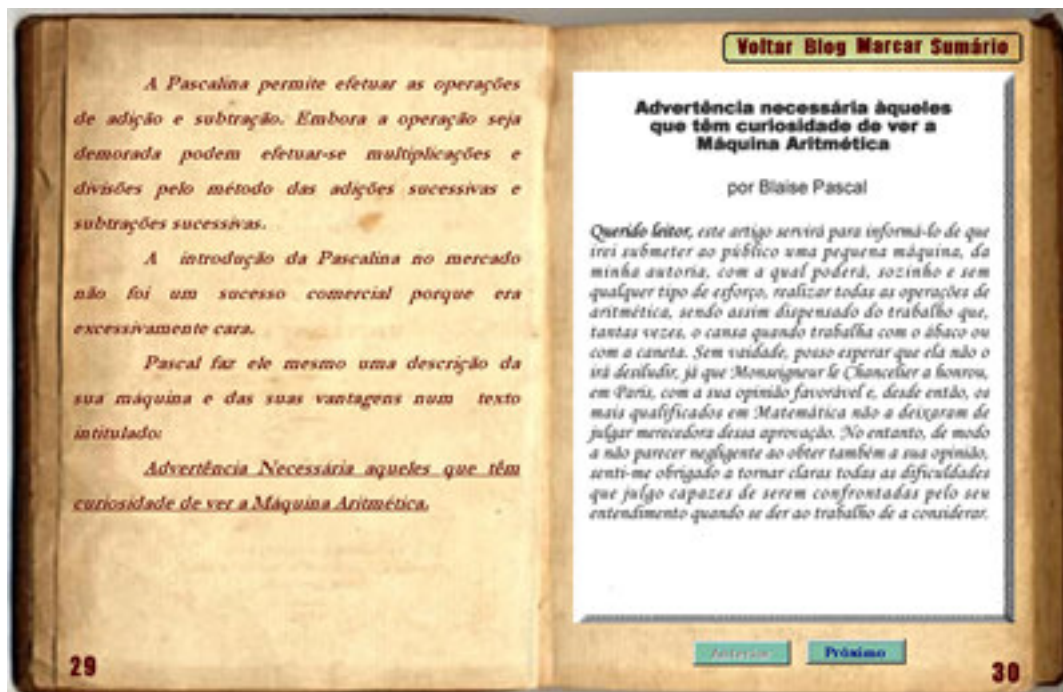 A Pascalina permite efetuar as operações
de adição e subtração. Embora a operação seja
demorada podem efetuar-se multiplicações e
divisões pelo método das adições sucessivas e
subtrações sucessivas.
A introdução da Pascalina no mercado
não foi um sucesso comercial porque era
excessivamente cara.
Pascal faz ele mesmo uma descrição da
sua máquina e das suas vantagens num texto
intitulado:
Advertência Necessária aqueles que têm
curiosidade de ver a Máquina Aritmética.
29
Voltar Blog Marcar Sumário
Advertência necessária àqueles
que têm curiosidade de ver a
Máquina Aritmética
por Blaise Pascal
Querido leitor, este artigo servirá para informá-lo de que
irei submeter ao público uma pequena máquina, da
minha autoria, com a qual poderá, sozinho e sem
qualquer tipo de esforço, realizar todas as operações de
aritmética, sendo assim dispensado do trabalho que,
tantas vezes, o cansa quando trabalha com o ábaco ou
com a caneta. Sem vaidade, posso esperar que ela não o
irá desiludir, já que Monseigneur le Chancelier a honrou,
em Paris, com a sua opinião favorável e, desde então, os
mais qualificados em Matemática não a deixaram de
julgar merecedora dessa aprovação. No entanto, de modo
a não parecer negligente ao obter também a sua opinião,
senti-me obrigado a tornar claras todas as dificuldades
que julgo capazes de serem confrontadas pelo seu
entendimento quando se der ao trabalho de a considerar.
Anterior Próximo
30